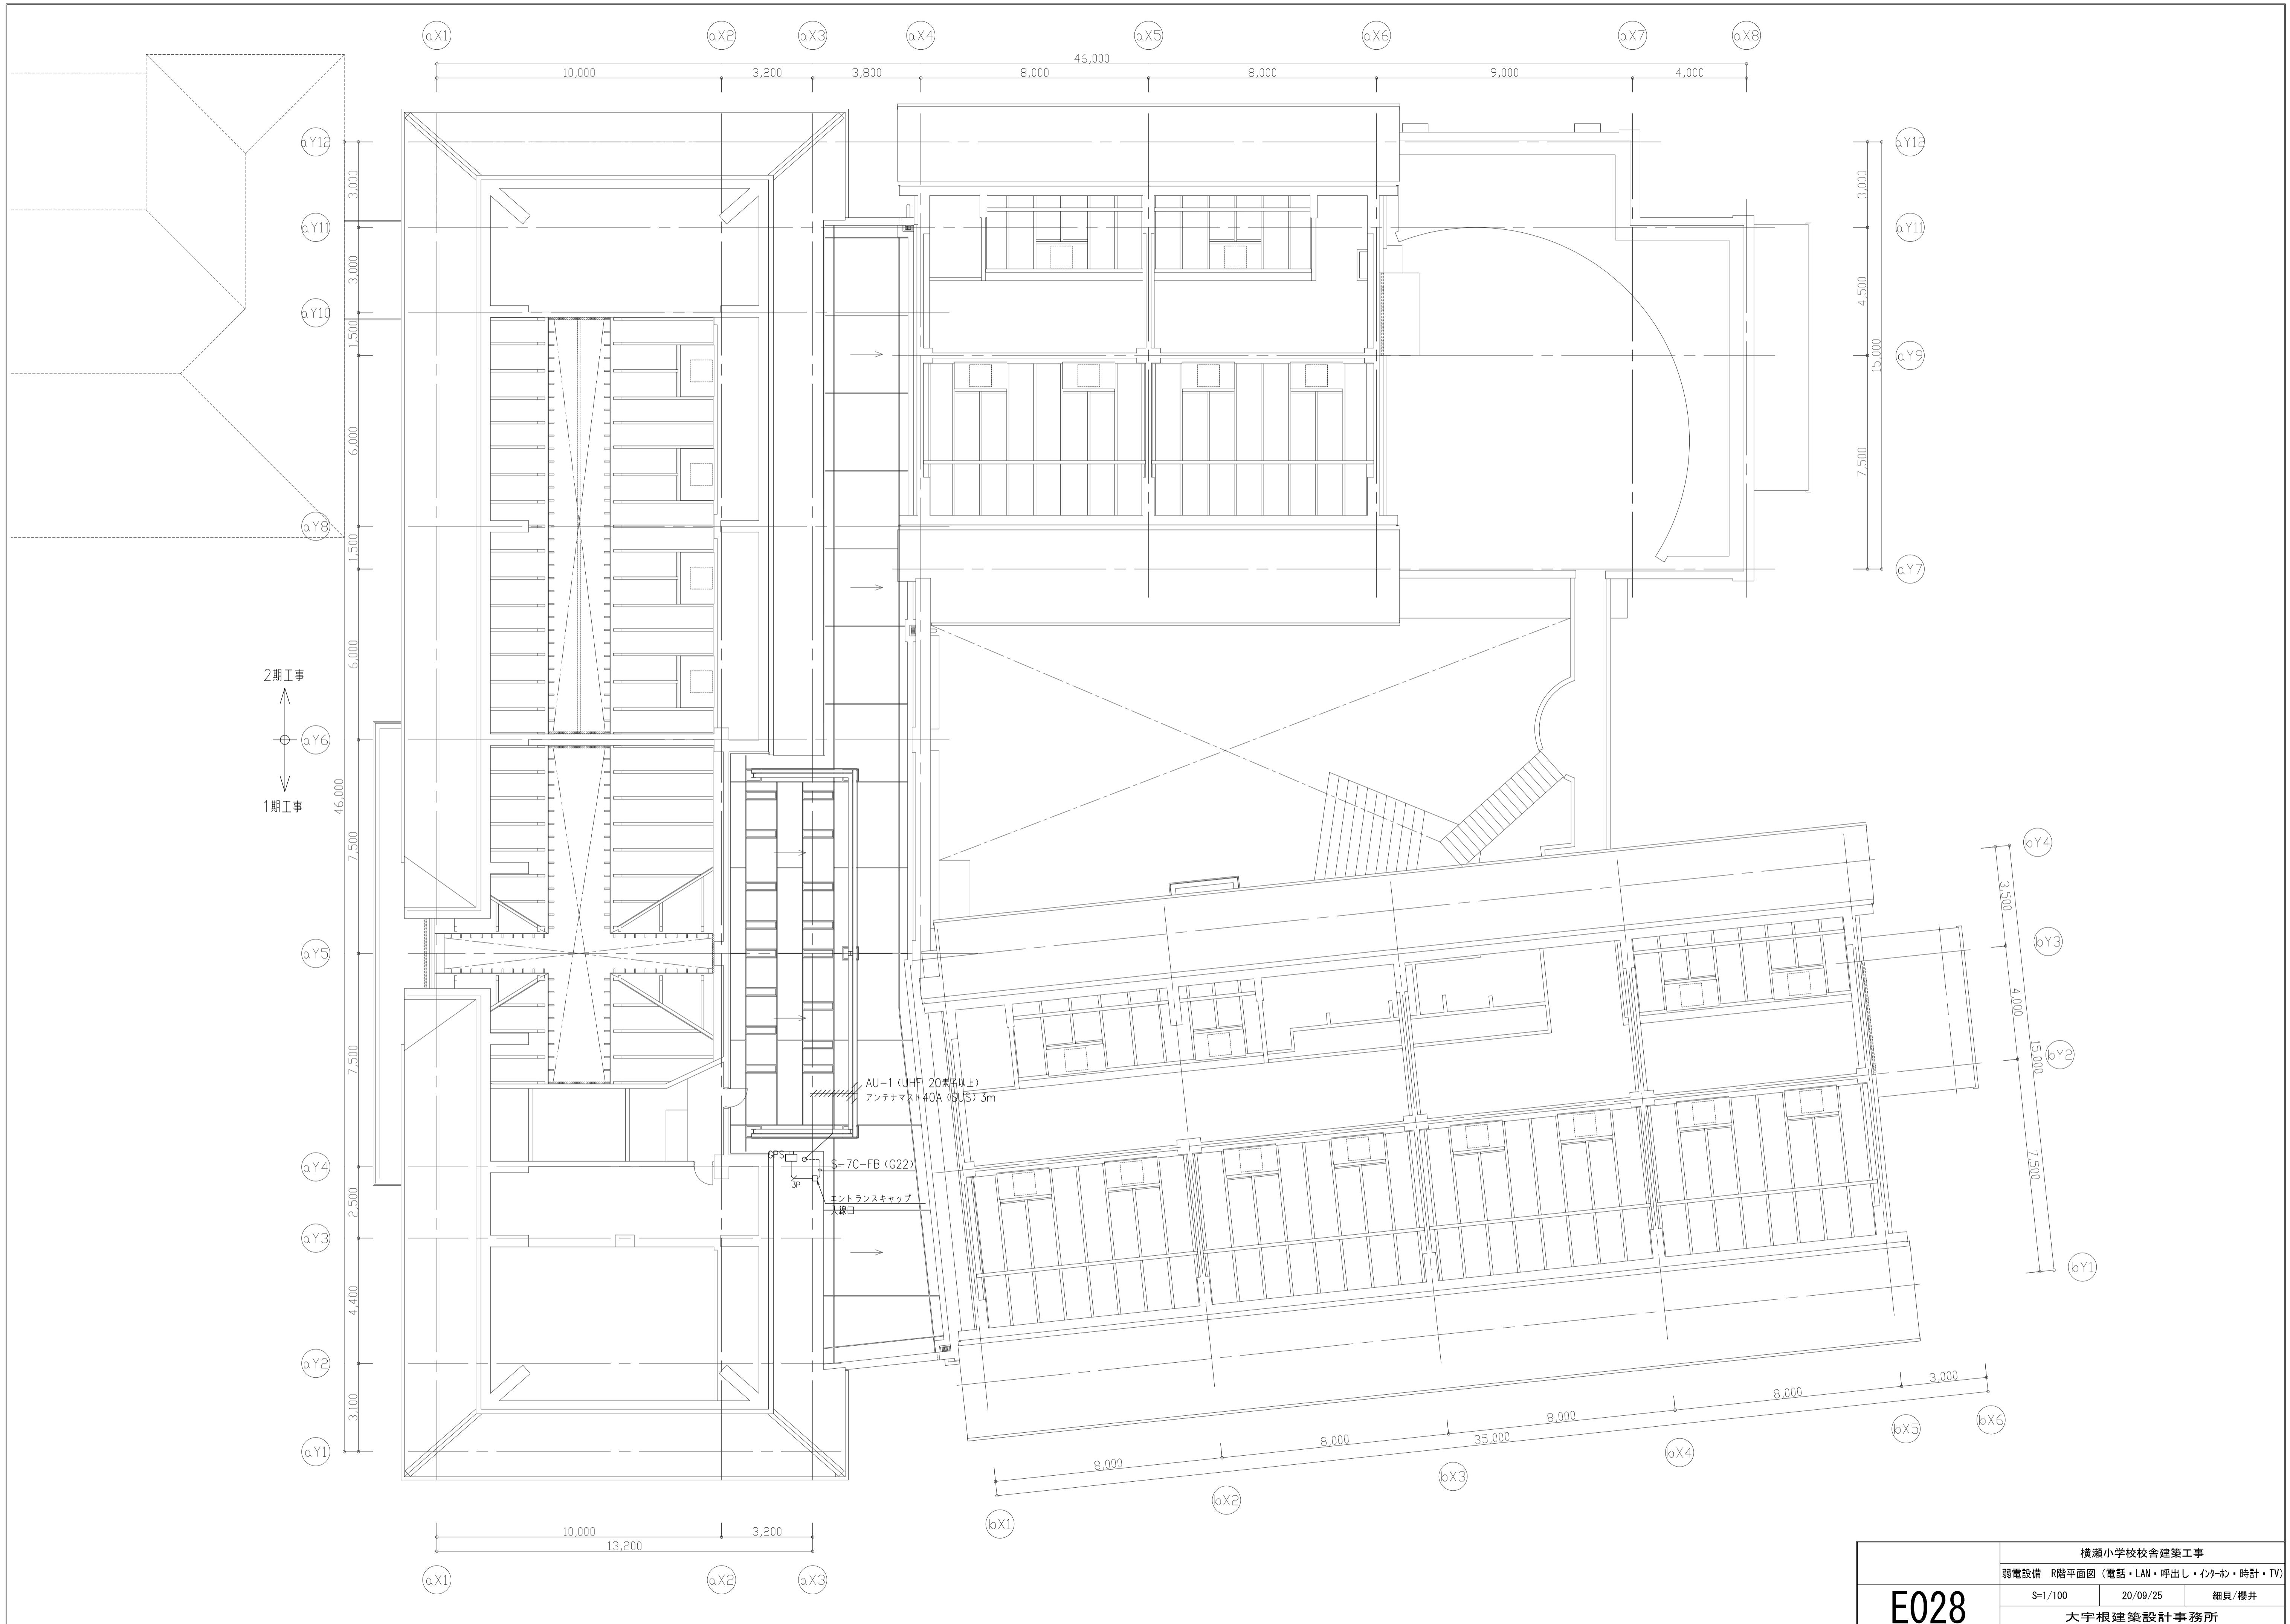 aX1 aX2 aX3 aX4 aX5 aX6 aX7 aX8
46,000
10,000 3,200 3,800 8,000 8,000 9,000 4,000
aY12
3,000
aY11
3,000
aY10
1,500
6,000
aY8
1,500
6,000
aY6
46,000
7,500
aY5
7,500
aY4
2,500
aY3
4,400
aY2
3,100
aY1
2期工事
1期工事
aY12
3,000
aY11
4,500
aY9
15,000
7,500
aY7
bY4
3,500
bY3
4,000
15,000
bY2
7,500
bY1
AU-1 (UHF 20素子以上)
アンテナマスト40A (SUS) 3m
GPS
S-7C-FB (G22)
3P
エントランスキャップ
入線口
8,000 8,000 8,000 8,000 3,000
35,000
bX1 bX2 bX3 bX4 bX5 bX6
10,000 3,200
13,200
aX1 aX2 aX3
横瀬小学校校舎建築工事
弱電設備 R階平面図 (電話・LAN・呼出し・インターホン・時計・TV)
E028
S=1/100 20/09/25 細貝/櫻井
大宇根建築設計事務所